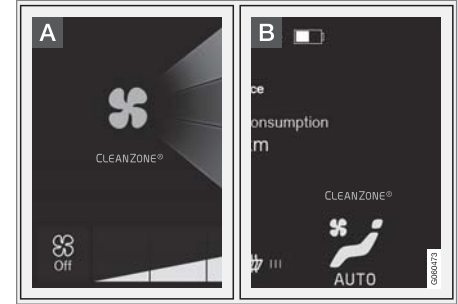 A
CLEANZONE®
Off
B
ce
onsumption
m
CLEANZONE®
AUTO
G060473